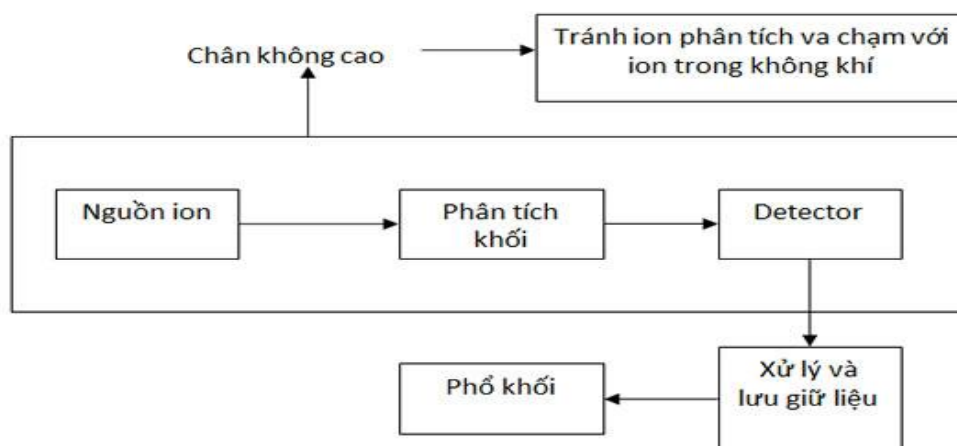 Tránh ion phân tích va chạm với
ion trong không khí
Chân không cao
Nguồn ion
Phân tích
khối
Detector
Xử lý và
lưu giữ liệu
Phổ khối